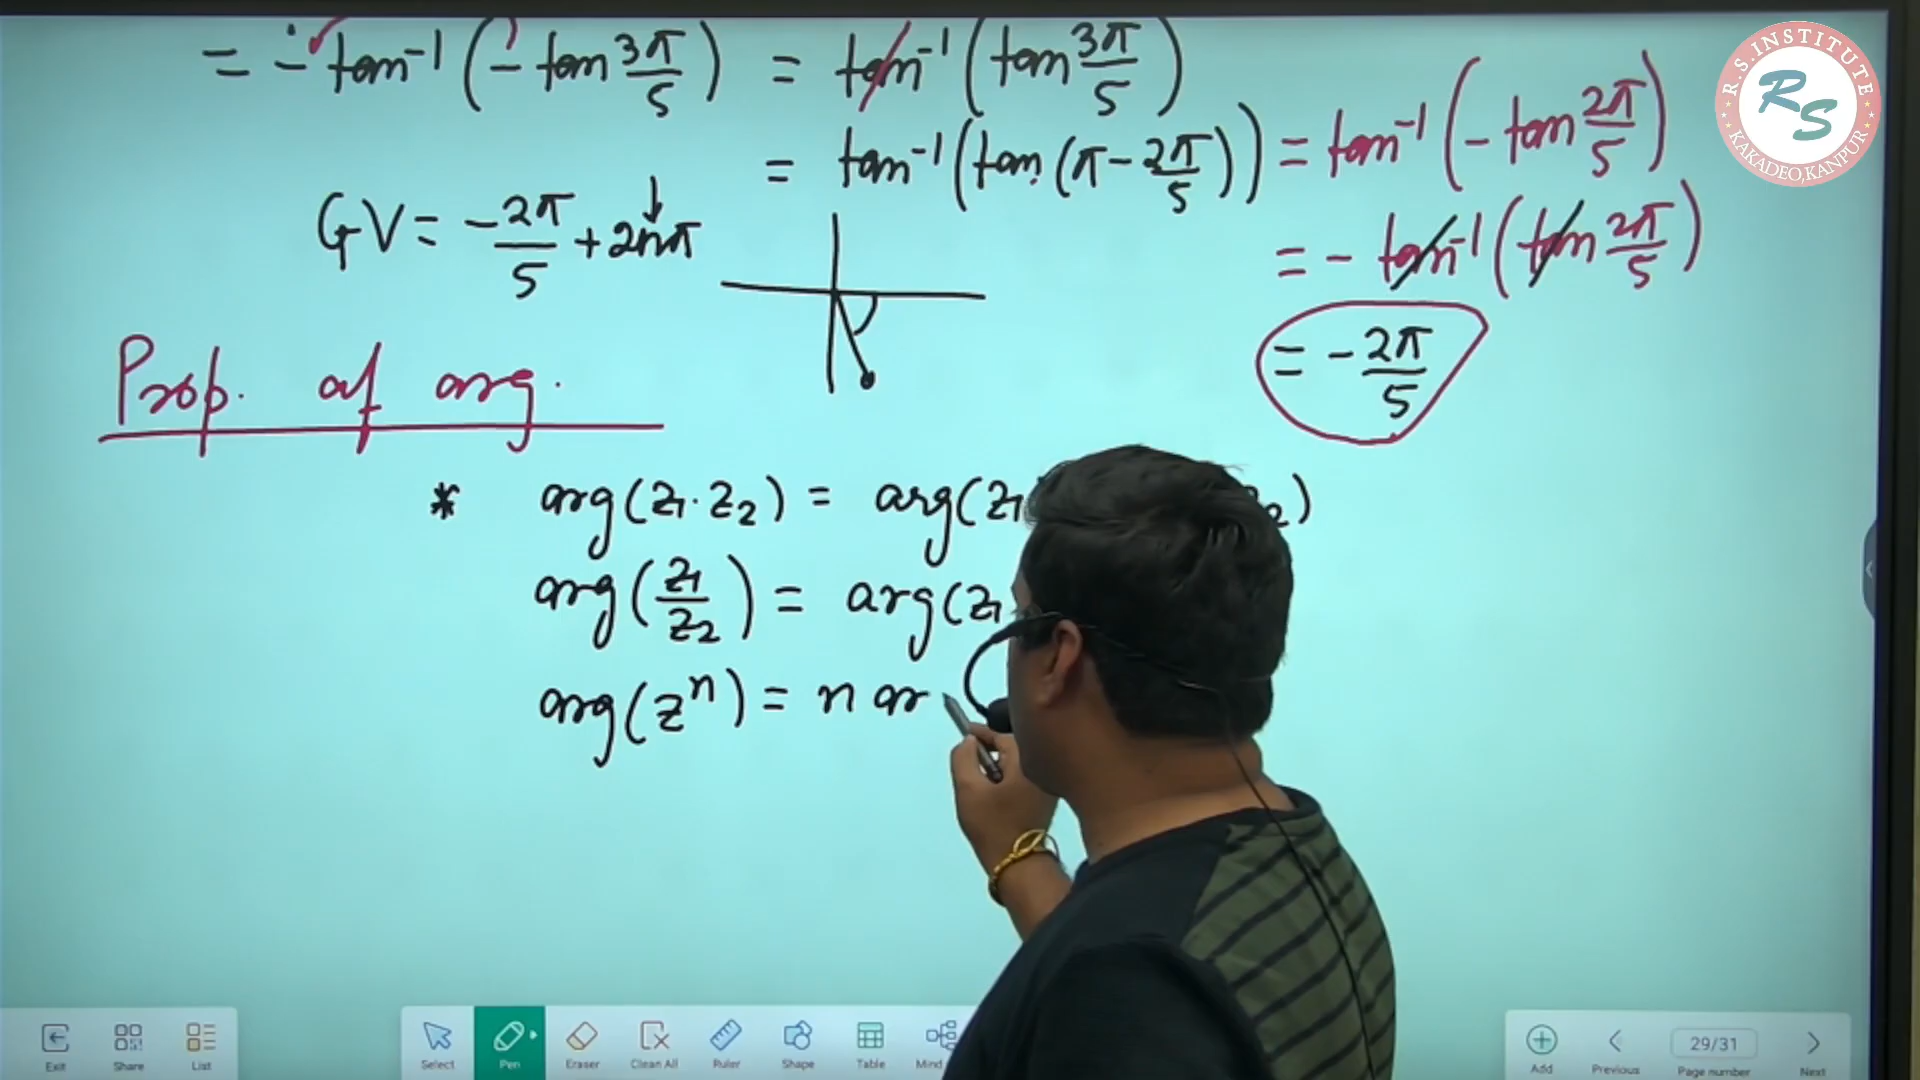 = - tan⁻¹(- tan 3π/5) = tan⁻¹(tan 3π/5)
= tan⁻¹(tan(π - 2π/5)) = tan⁻¹(- tan 2π/5)
= - tan⁻¹(tan 2π/5)
GV = -2π/5 + 2nπ
= - 2π/5
Prop. of arg.
* arg(z₁·z₂) = arg(z₁ ₂)
arg(z₁/z₂) = arg(z₁
arg(zⁿ) = n ar
R.S.INSTITUTE
RS
KAKADEO,KANPUR
Exit Share List Select Pen Eraser Clean All Ruler Shape Table Mind Add Previous 29/31 Page number Next